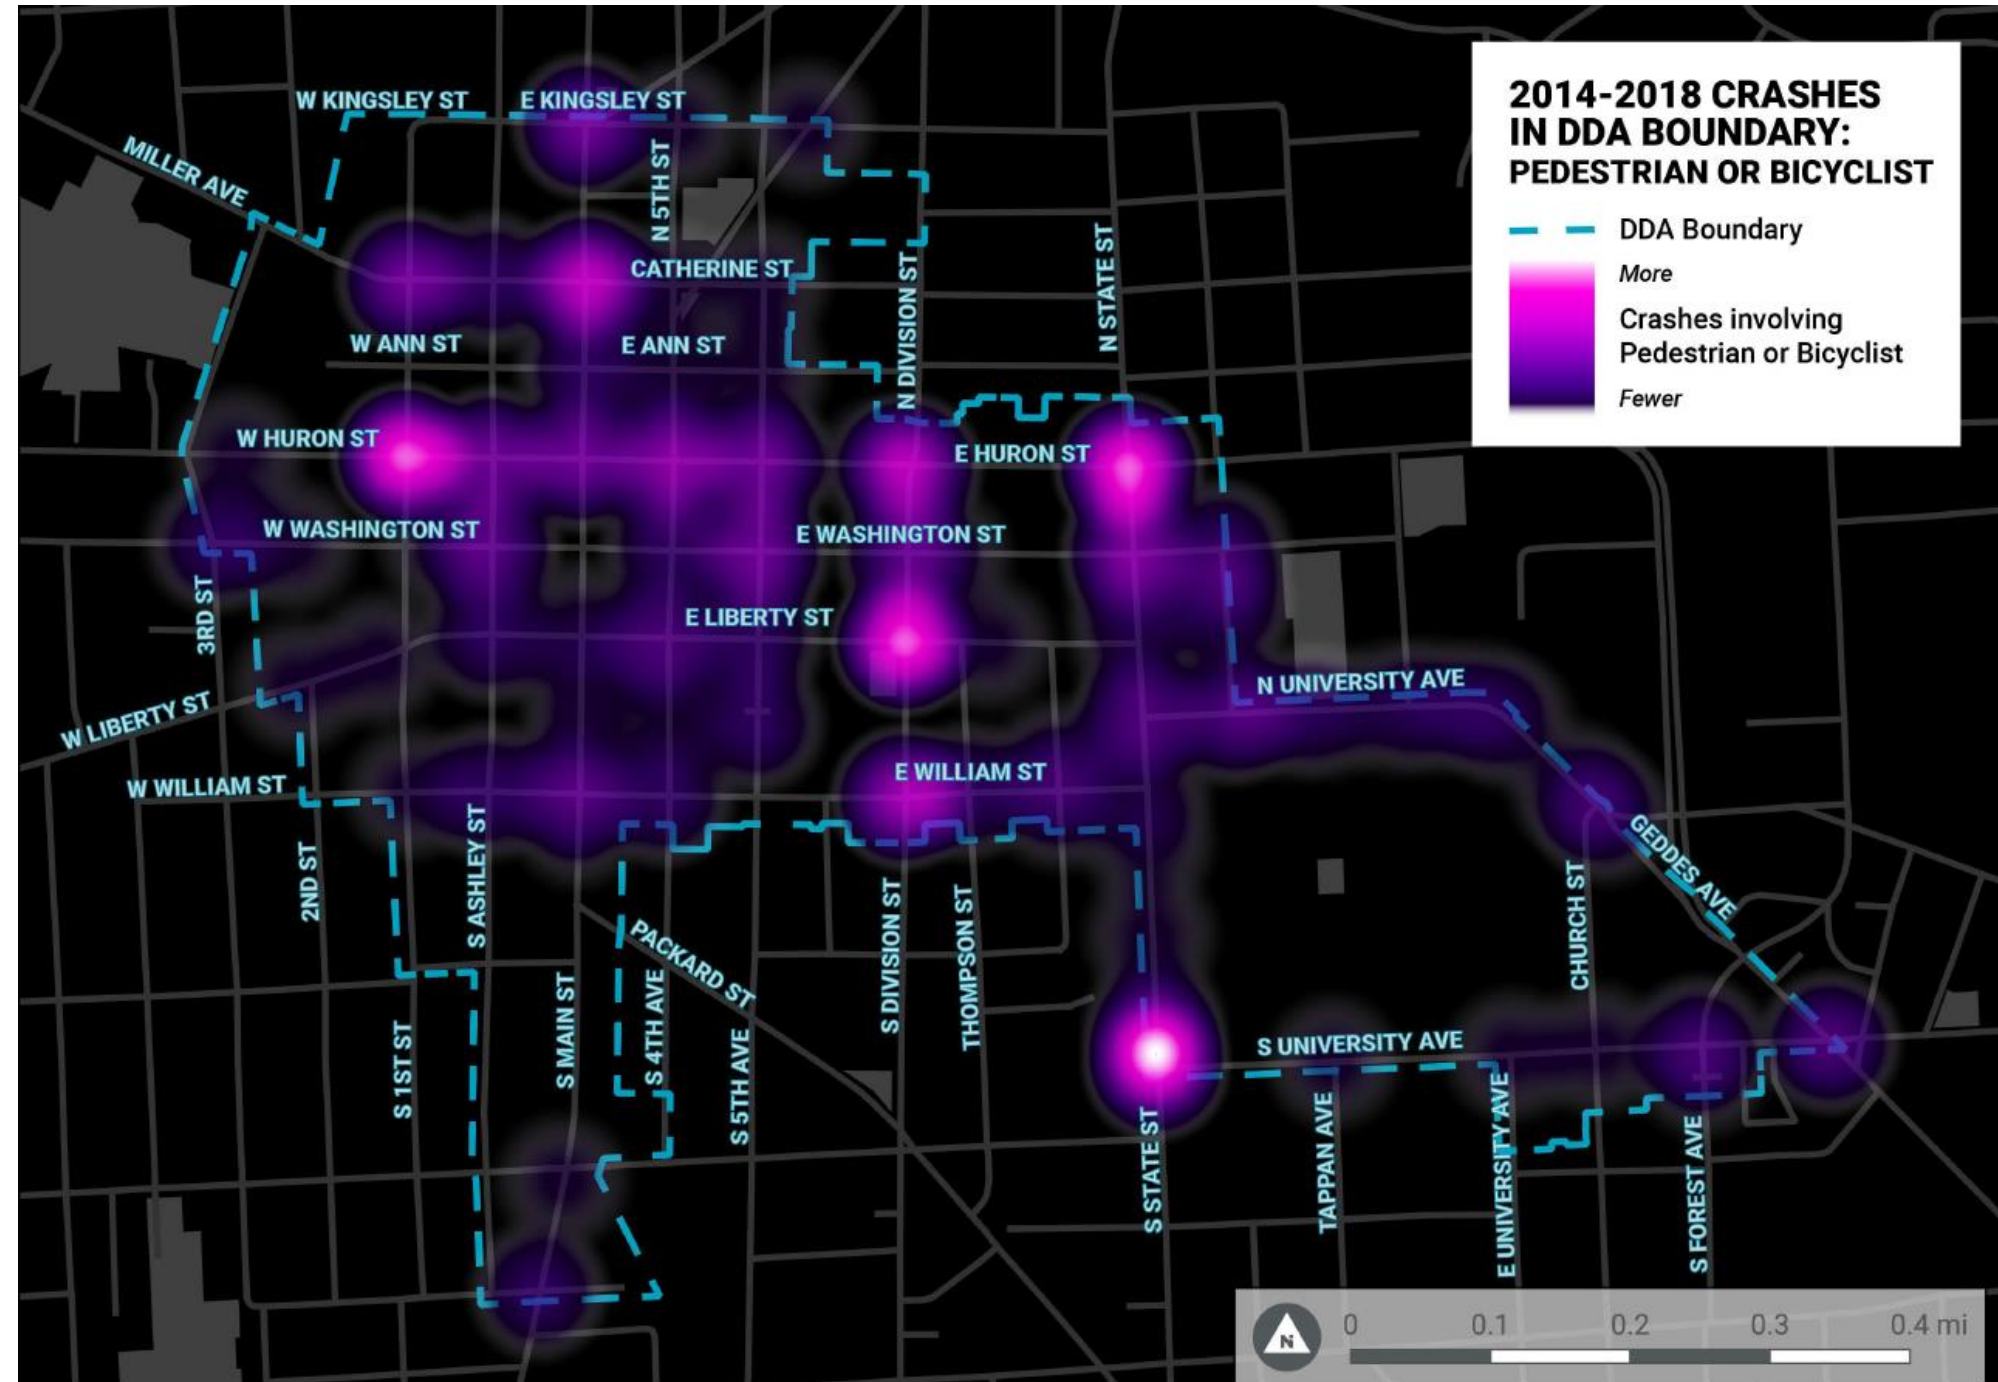 2014-2018 CRASHES
IN DDA BOUNDARY:
PEDESTRIAN OR BICYCLIST
DDA Boundary
More
Crashes involving
Pedestrian or Bicyclist
Fewer
W KINGSLEY ST
E KINGSLEY ST
MILLER AVE
N 5TH ST
CATHERINE ST
N DIVISION ST
N STATE ST
W ANN ST
E ANN ST
W HURON ST
E HURON ST
W WASHINGTON ST
E WASHINGTON ST
3RD ST
E LIBERTY ST
W LIBERTY ST
N UNIVERSITY AVE
W WILLIAM ST
E WILLIAM ST
2ND ST
S ASHLEY ST
GEDDES AVE
CHURCH ST
PACKARD ST
S DIVISION ST
THOMPSON ST
S 1ST ST
S MAIN ST
S 4TH AVE
S 5TH AVE
S UNIVERSITY AVE
S STATE ST
TAPPAN AVE
E UNIVERSITY AVE
S FOREST AVE
N
0 0.1 0.2 0.3 0.4 mi